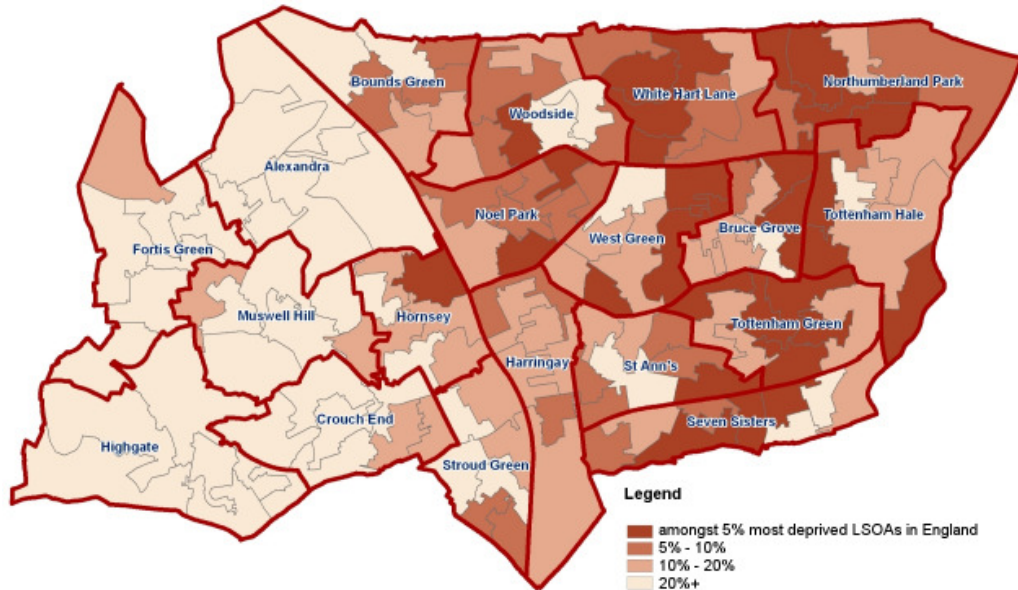 Bounds Green
White Hart Lane
Northumberland Park
Woodside
Alexandra
Noel Park
West Green
Bruce Grove
Tottenham Hale
Fortis Green
Muswell Hill
Hornsey
Tottenham Green
Harringay
St Ann's
Crouch End
Seven Sisters
Highgate
Stroud Green
Legend
amongst 5% most deprived LSOAs in England
5% - 10%
10% - 20%
20%+